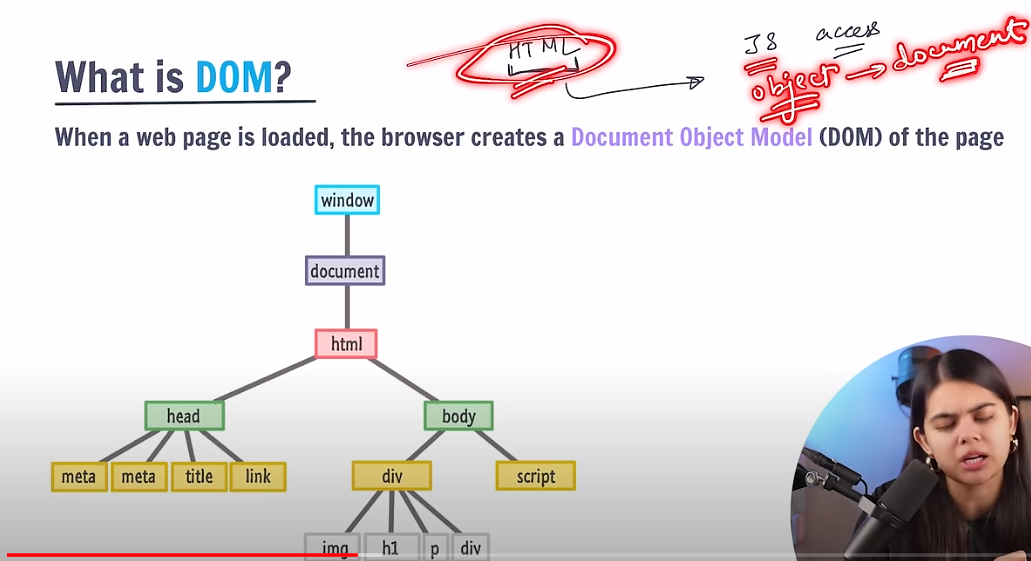 HTML
JS access
object → document
What is DOM?
When a web page is loaded, the browser creates a Document Object Model (DOM) of the page
window
document
html
head body
meta meta title link div script
img h1 p div